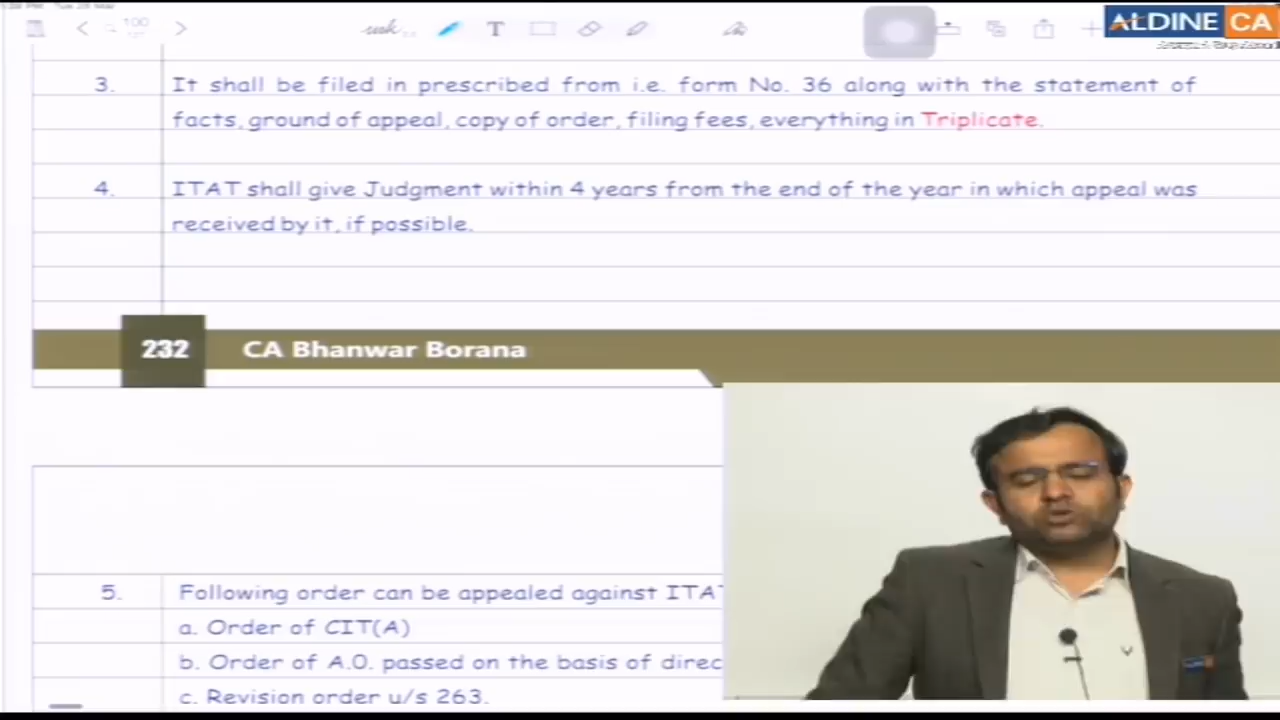 100
ALDINE CA
3. It shall be filed in prescribed from i.e. form No. 36 along with the statement of
facts, ground of appeal, copy of order, filing fees, everything in Triplicate.
4. ITAT shall give Judgment within 4 years from the end of the year in which appeal was
received by it, if possible.
232 CA Bhanwar Borana
5. Following order can be appealed against ITAT
a. Order of CIT(A)
b. Order of A.O. passed on the basis of direc
c. Revision order u/s 263.